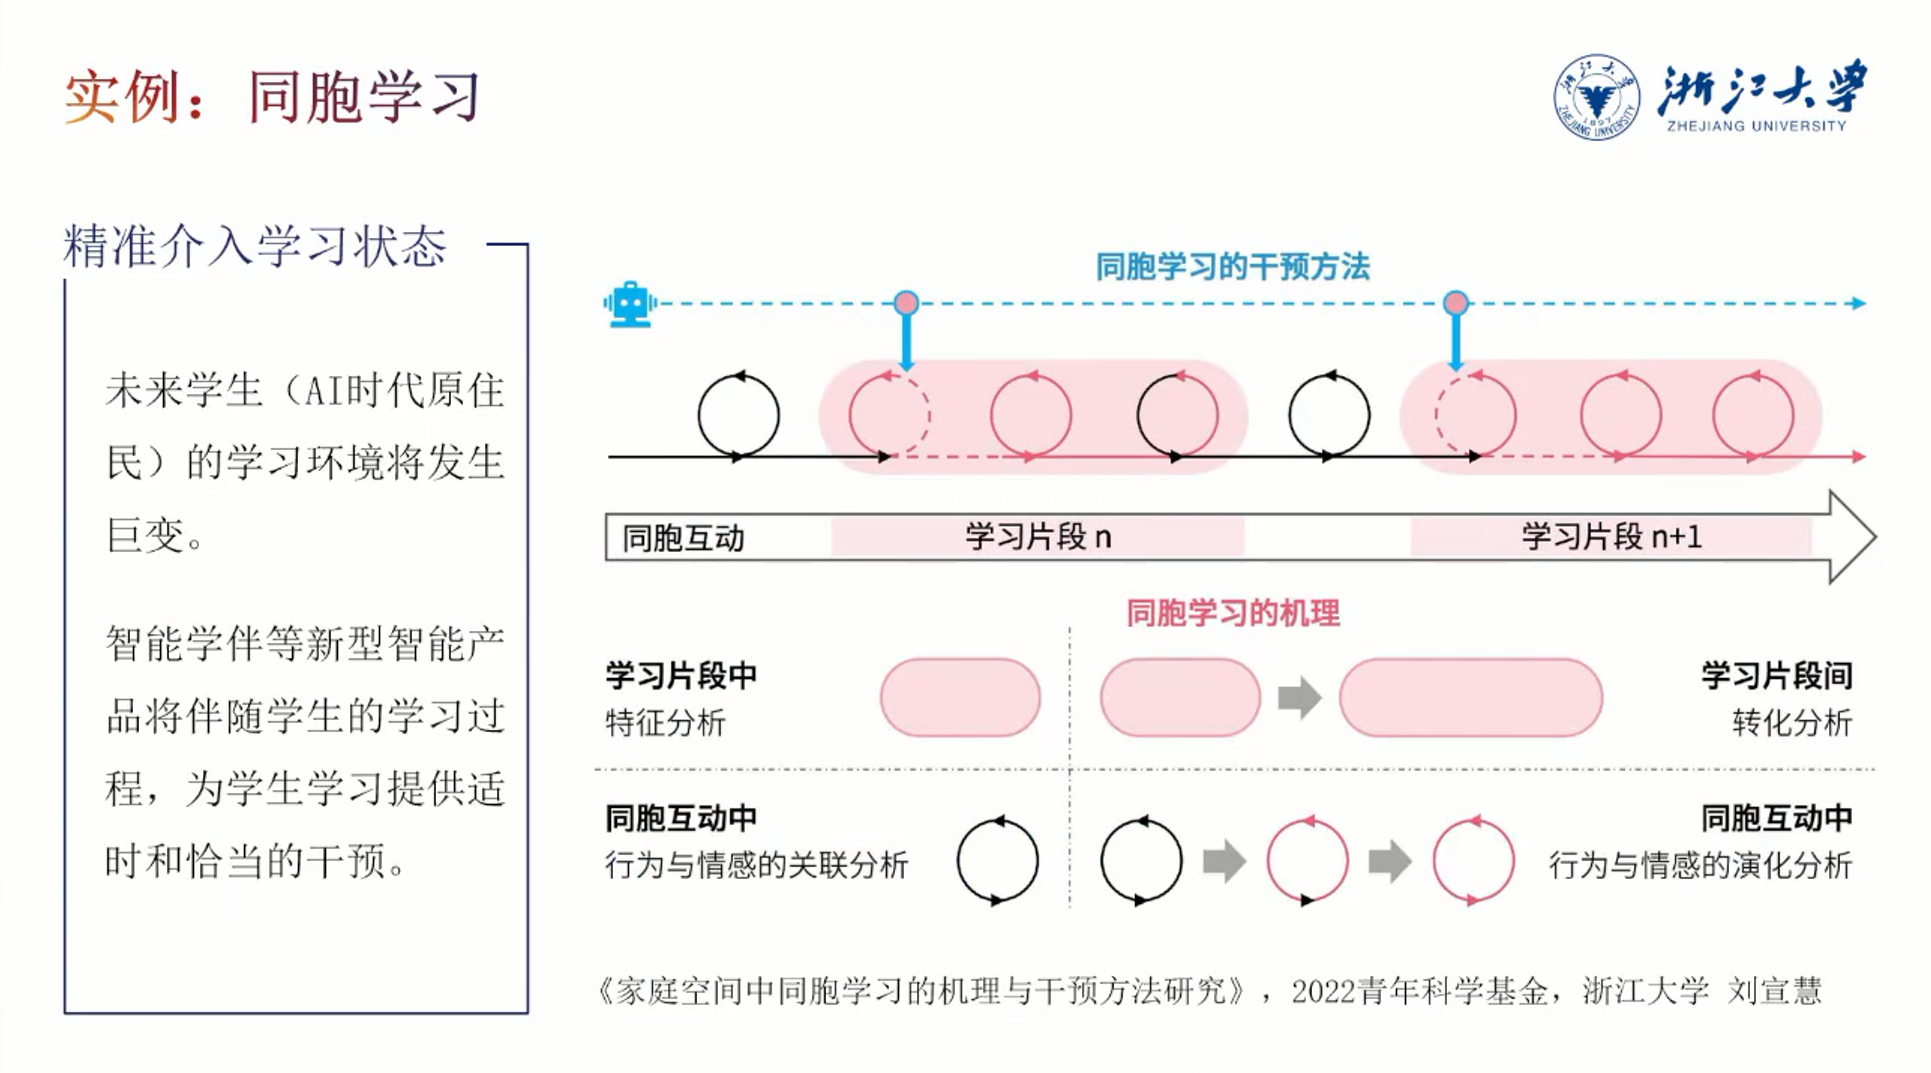 实例：同胞学习
浙江大学
ZHEJIANG UNIVERSITY
浙江大学
ZHEJIANG UNIVERSITY
1897
精准介入学习状态
未来学生（AI时代原住
民）的学习环境将发生
巨变。
智能学伴等新型智能产
品将伴随学生的学习过
程，为学生学习提供适
时和恰当的干预。
同胞学习的干预方法
同胞互动
学习片段 n
学习片段 n+1
同胞学习的机理
学习片段中
特征分析
学习片段间
转化分析
同胞互动中
行为与情感的关联分析
同胞互动中
行为与情感的演化分析
《家庭空间中同胞学习的机理与干预方法研究》，2022青年科学基金，浙江大学 刘宣慧